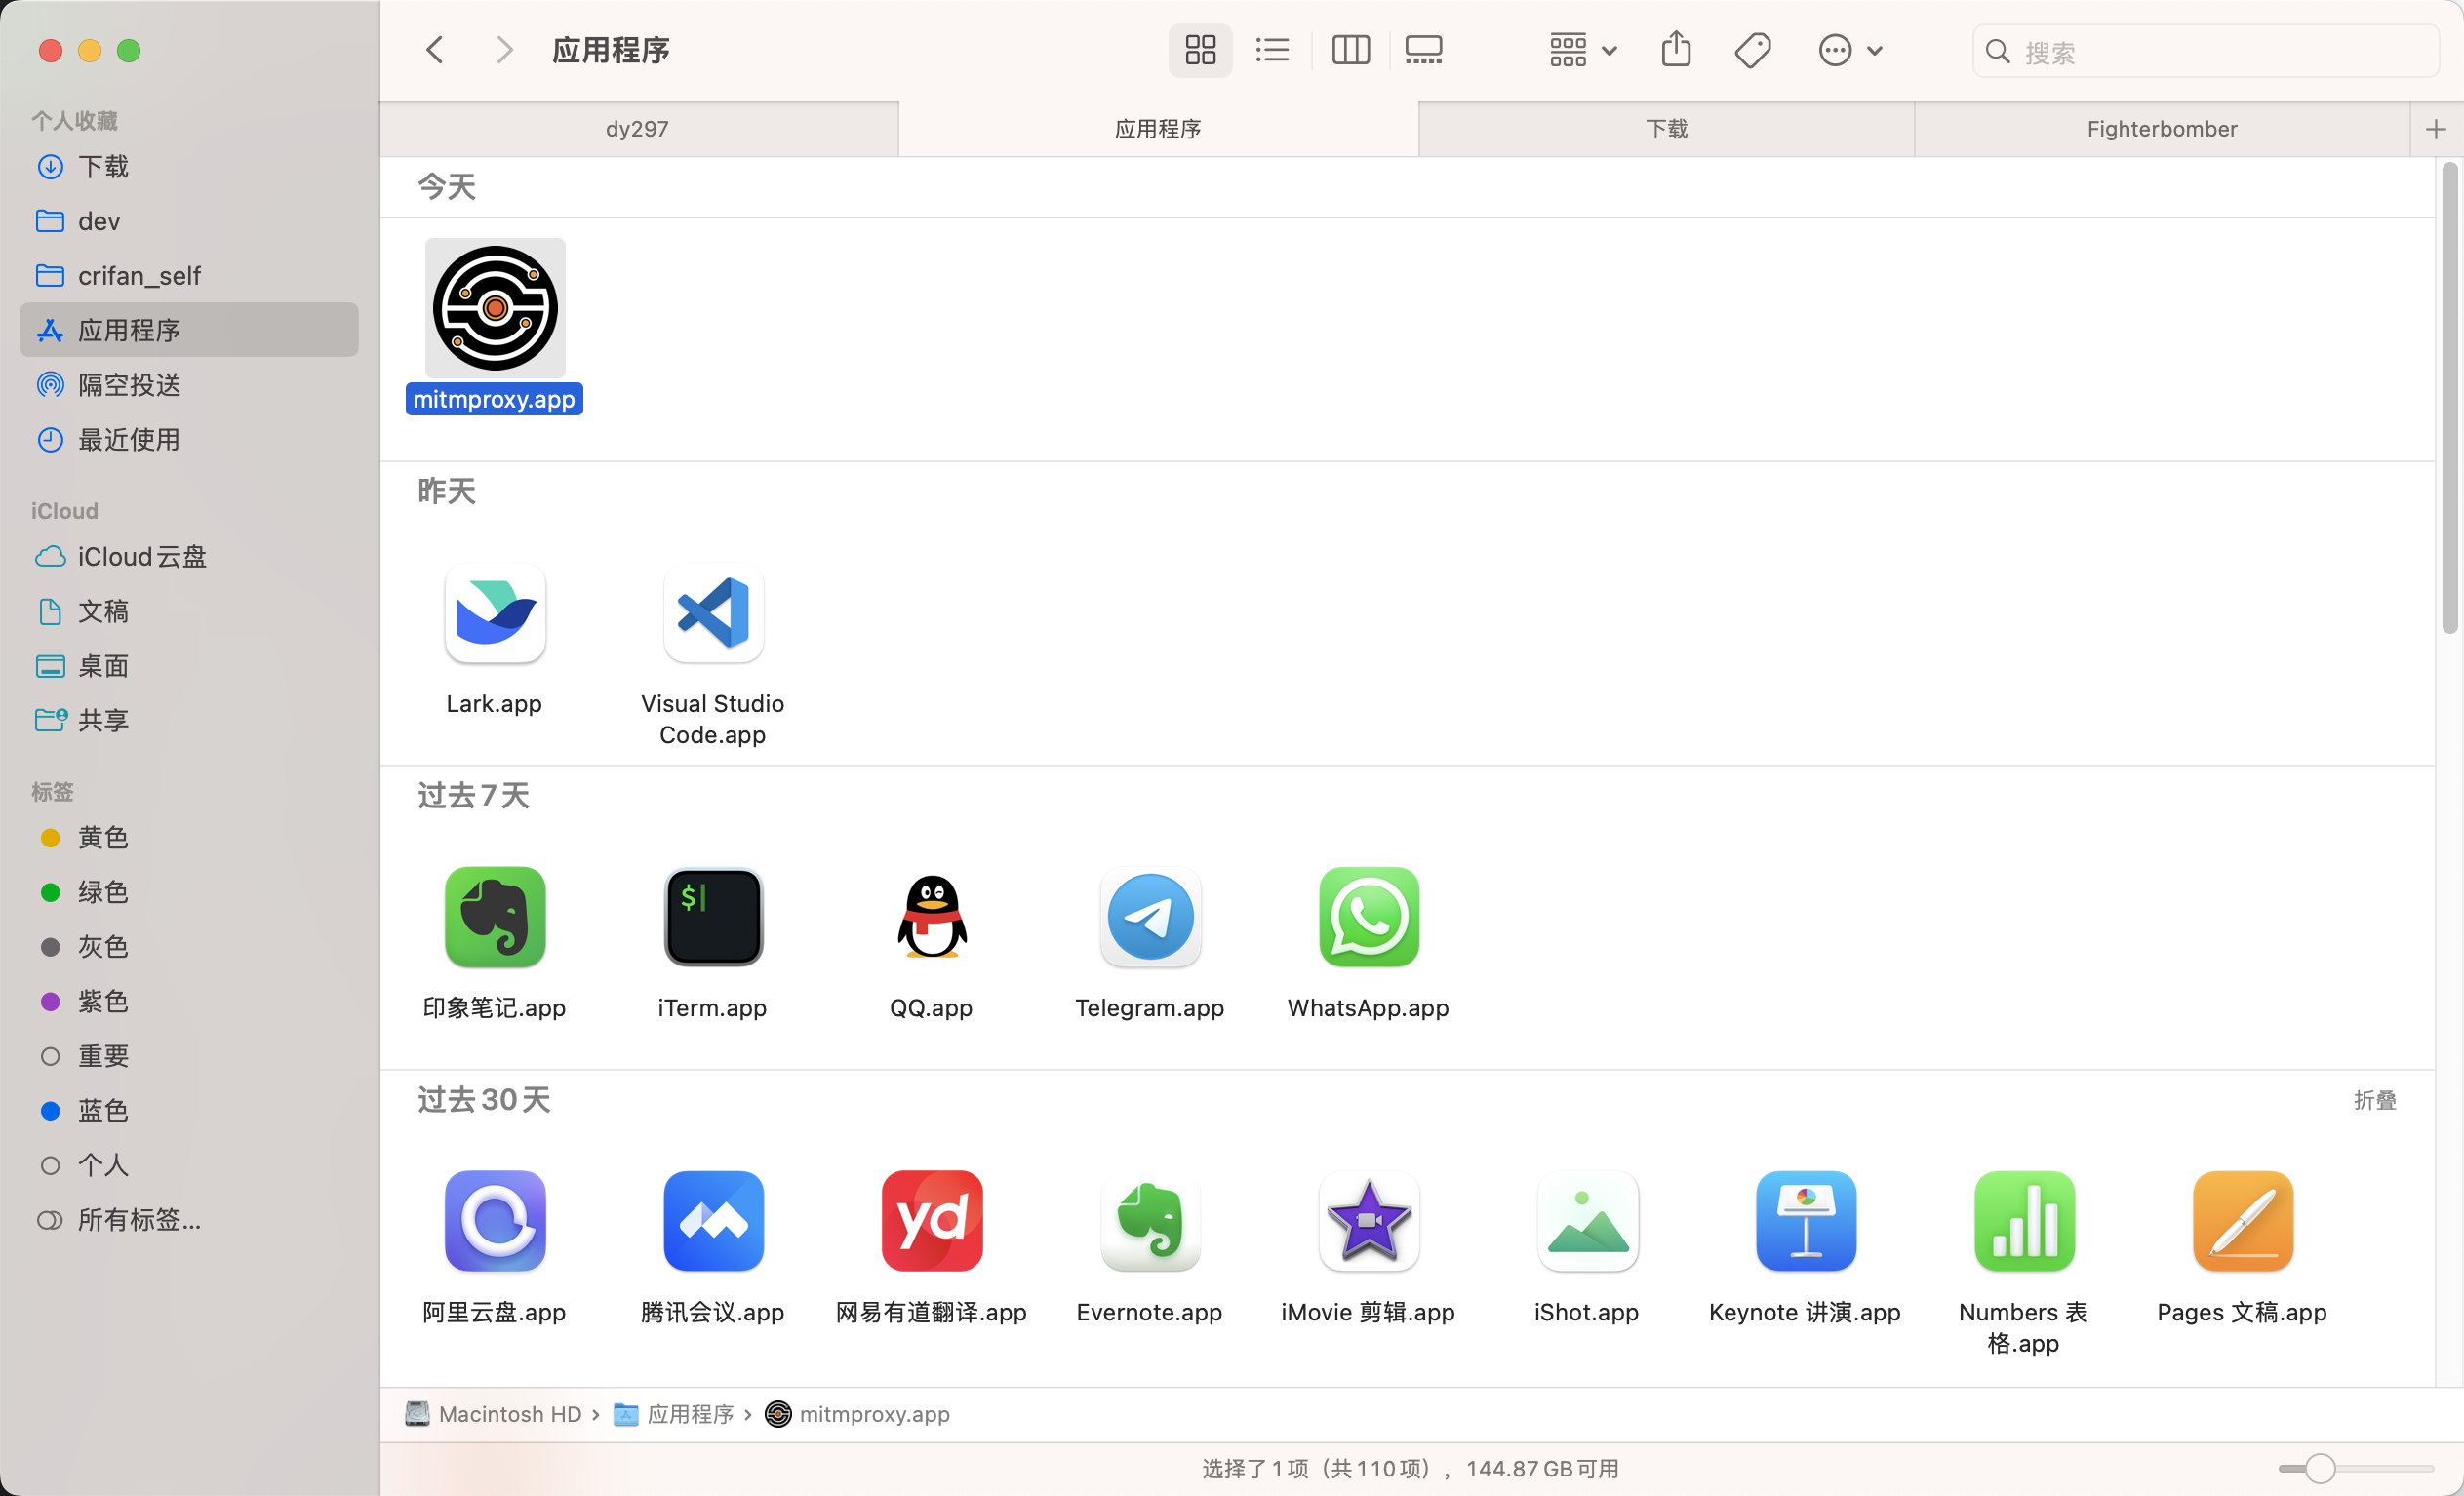 应用程序
搜索
个人收藏
下载
dev
crifan_self
应用程序
隔空投送
最近使用
iCloud
iCloud云盘
文稿
桌面
共享
标签
黄色
绿色
灰色
紫色
重要
蓝色
个人
所有标签...
dy297
应用程序
下载
Fighterbomber
今天
mitmproxy.app
昨天
Lark.app
Visual Studio
Code.app
过去7天
$
印象笔记.app
iTerm.app
QQ.app
Telegram.app
WhatsApp.app
过去30天
折叠
yd
阿里云盘.app
腾讯会议.app
网易有道翻译.app
Evernote.app
iMovie 剪辑.app
iShot.app
Keynote 讲演.app
Numbers 表
格.app
Pages 文稿.app
Macintosh HD › 应用程序 › mitmproxy.app
选择了1项（共110项），144.87GB可用